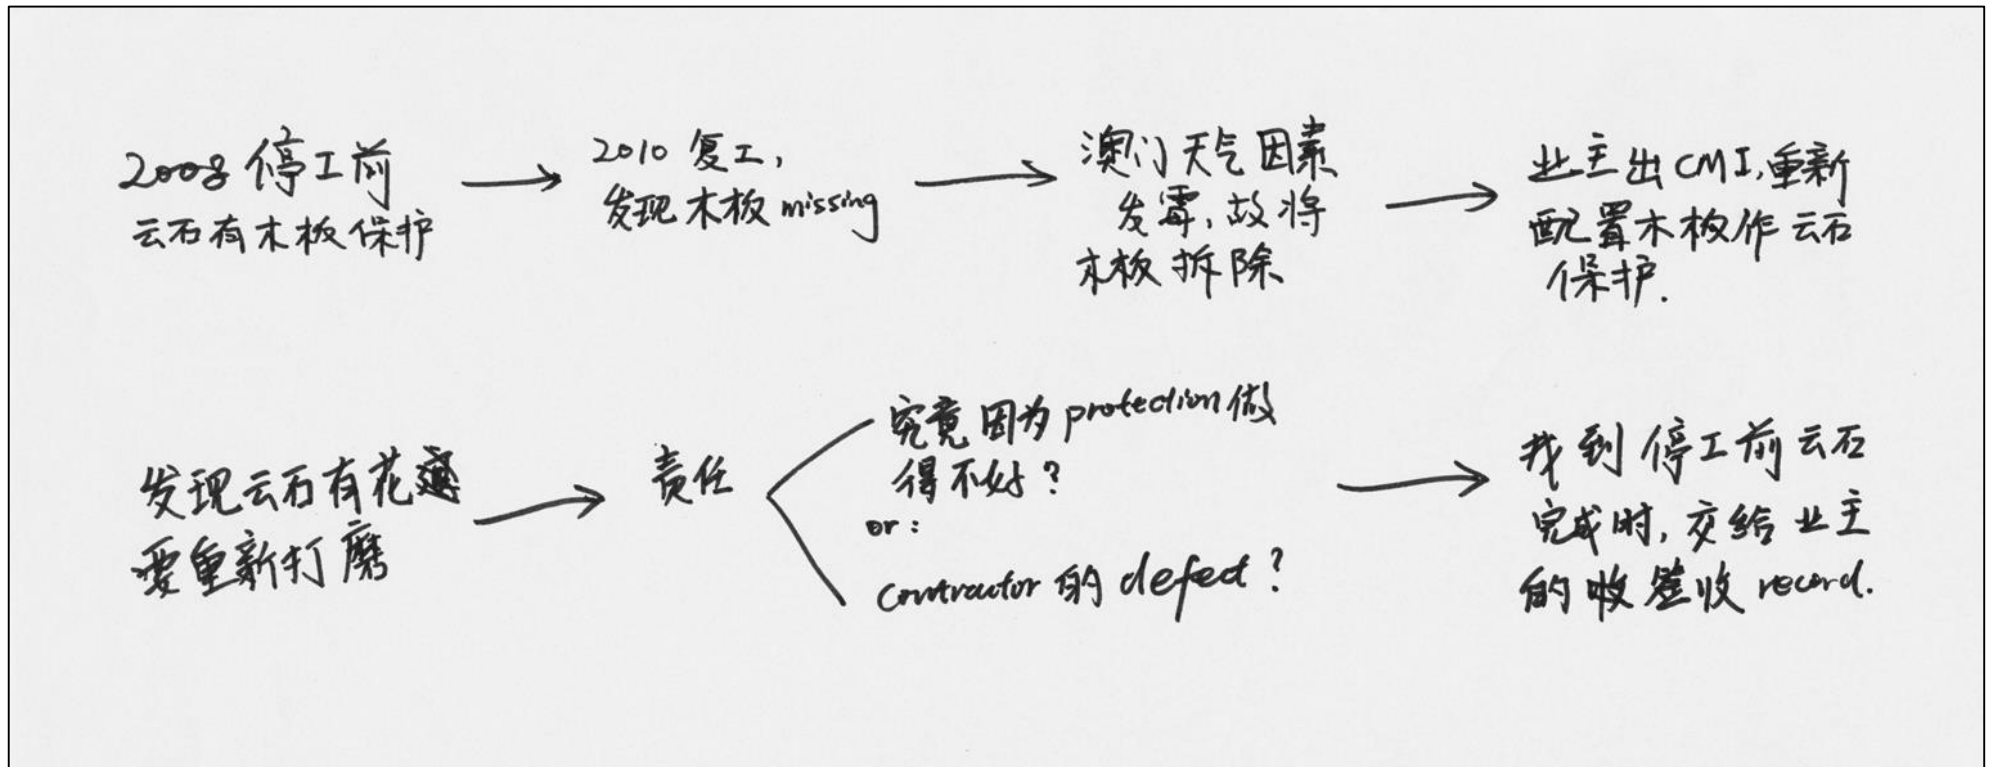 2008 停工前
云石有木板保护
2010 复工,
发现木板 missing
澳门天气因素
发霉,故将
木板拆除
业主出 CMI,重新
配置木板作云石
保护.
发现云石有花
要重新打磨
责任
究竟因为 protection 做
得不好?
or:
contractor 的 defect?
找到停工前云石
完成时,交给业主
的收签收 record.